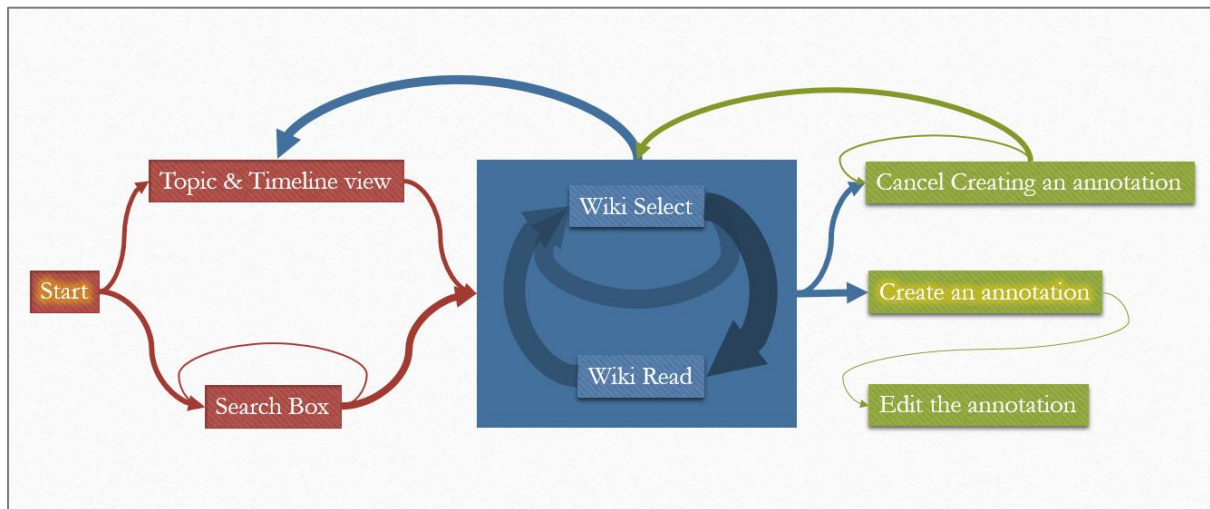 Topic & Timeline view
Start
Search Box
Wiki Select
Wiki Read
Cancel Creating an annotation
Create an annotation
Edit the annotation